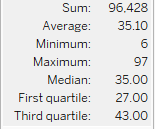 Sum: 96,428
Average: 35.10
Minimum: 6
Maximum: 97
Median: 35.00
First quartile: 27.00
Third quartile: 43.00